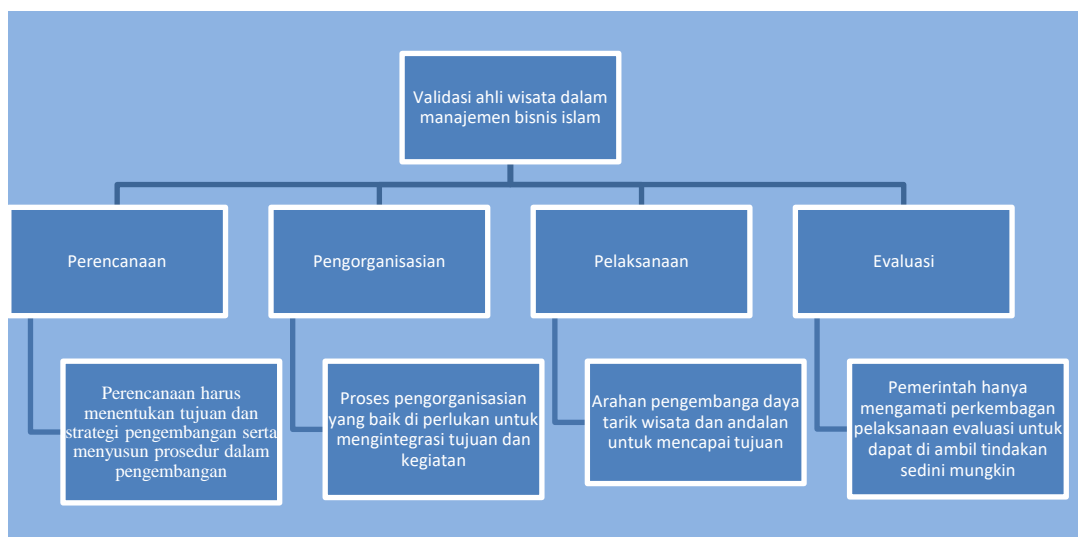 Validasi ahli wisata dalam
manajemen bisnis islam
Perencanaan
Pengorganisasian
Pelaksanaan
Evaluasi
Perencanaan harus
menentukan tujuan dan
strategi pengembangan serta
menyusun prosedur dalam
pengembangan
Proses pengorganisasian
yang baik di perlukan untuk
mengintegrasi tujuan dan
kegiatan
Arahan pengembanga daya
tarik wisata dan andalan
untuk mencapai tujuan
Pemerintah hanya
mengamati perkembagan
pelaksanaan evaluasi untuk
dapat di ambil tindakan
sedini mungkin